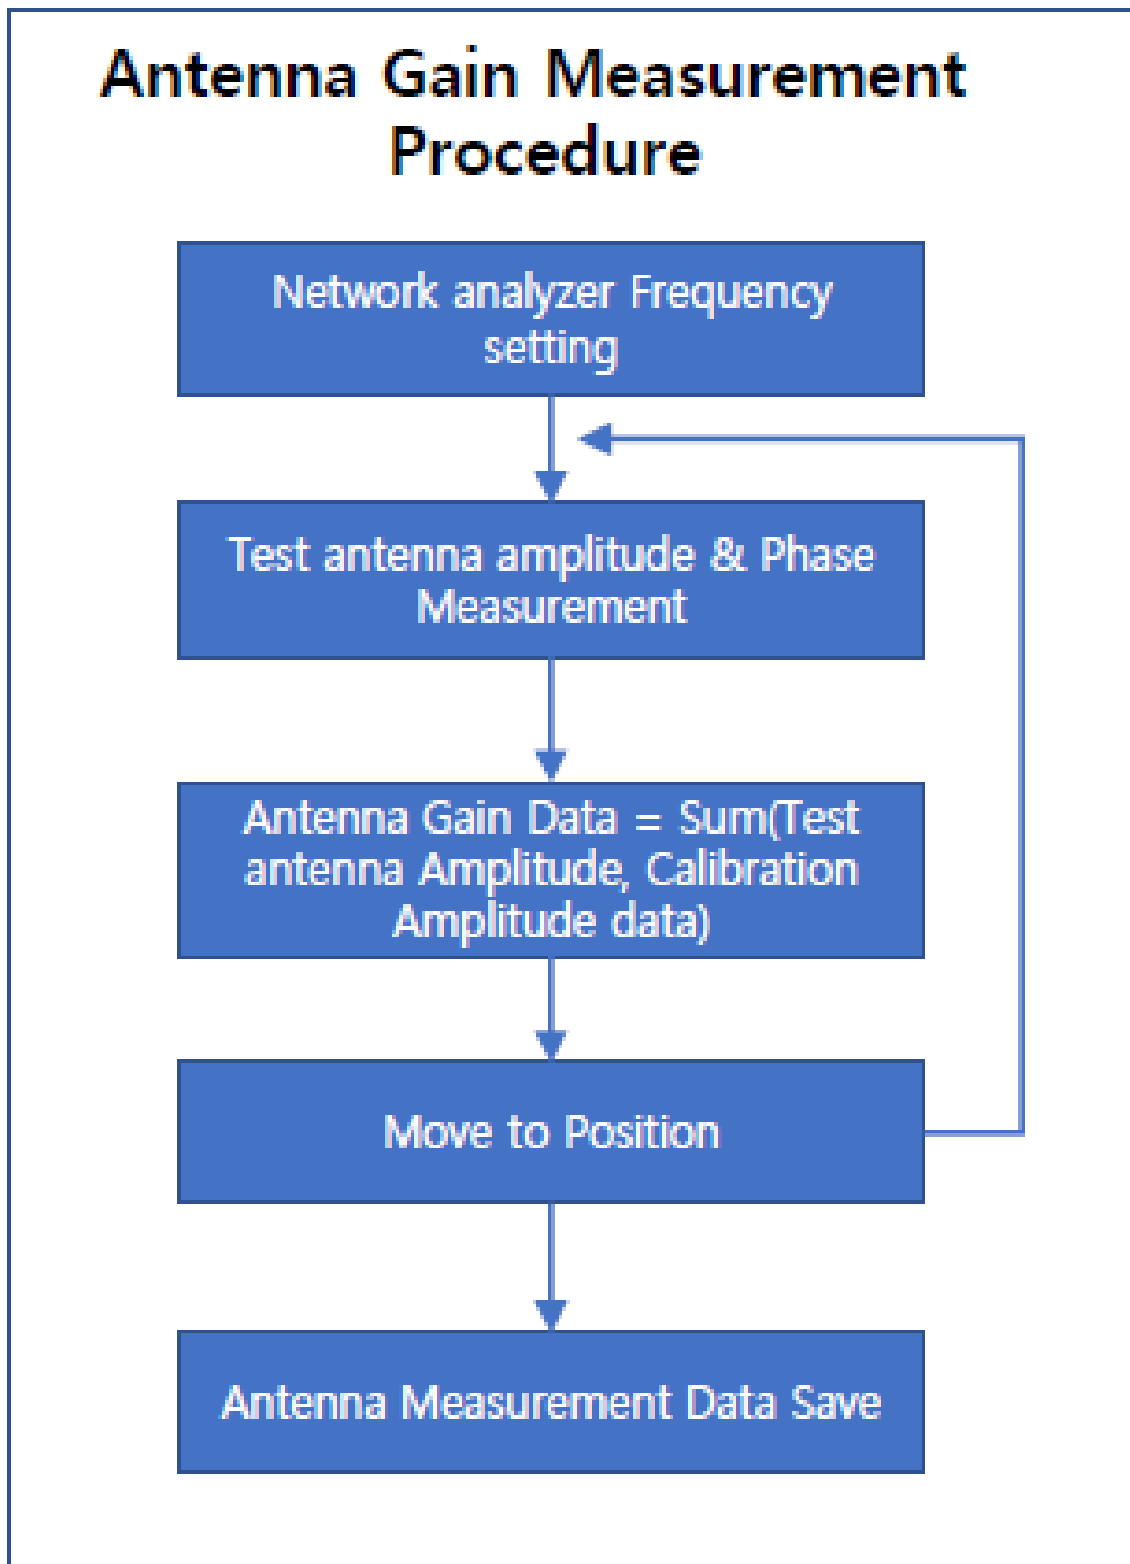 Antenna Gain Measurement
Procedure
Network analyzer Frequency
setting
Test antenna amplitude & Phase
Measurement
Antenna Gain Data = Sum(Test
antenna Amplitude, Calibration
Amplitude data)
Move to Position
Antenna Measurement Data Save